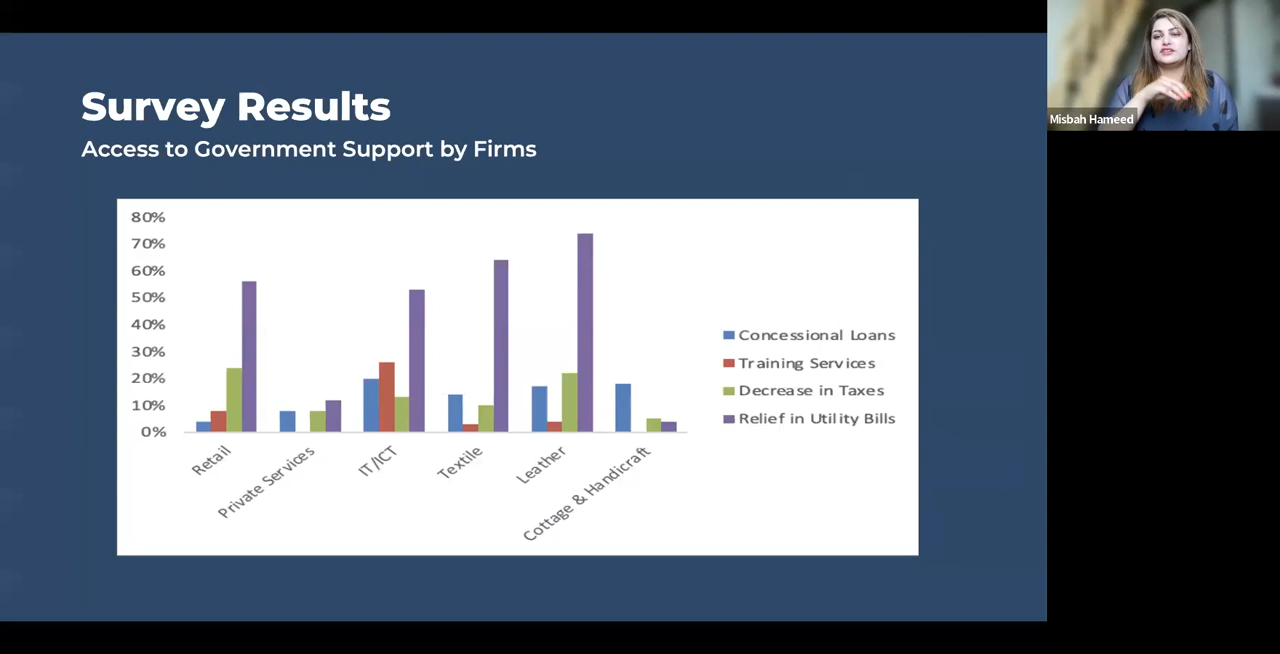 Survey Results
Access to Government Support by Firms
80%
70%
60%
50%
40%
30%
20%
10%
0%
Retail
Private Services
IT/ICT
Textile
Leather
Cottage & Handicraft
Concessional Loans
Training Services
Decrease in Taxes
Relief in Utility Bills
Misbah Hameed